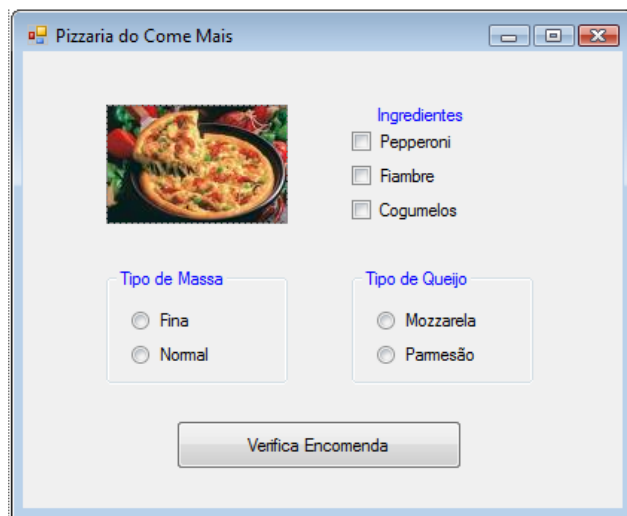 Pizzaria do Come Mais
Ingredientes
Pepperoni
Fiambre
Cogumelos
Tipo de Massa
Fina
Normal
Tipo de Queijo
Mozzarela
Parmesão
Verifica Encomenda